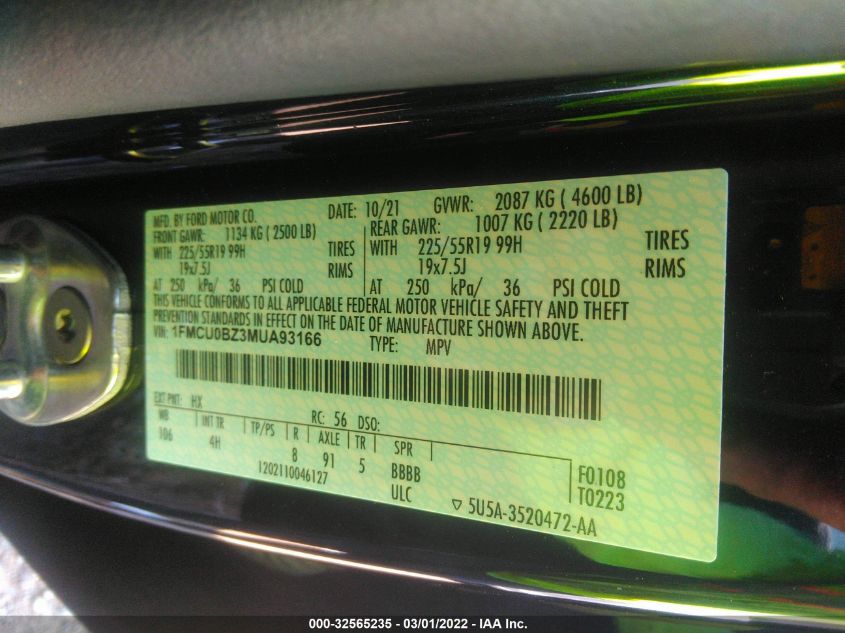 MFD. BY FORD MOTOR CO. DATE: 10/21 GVWR: 2087 KG ( 4600 LB)
FRONT GAWR: 1134 KG ( 2500 LB) REAR GAWR: 1007 KG ( 2220 LB)
WITH 225/55R19 99H TIRES WITH 225/55R19 99H TIRES
19x7.5J RIMS 19x7.5J RIMS
AT 250 kPa/ 36 PSI COLD AT 250 kPa/ 36 PSI COLD
THIS VEHICLE CONFORMS TO ALL APPLICABLE FEDERAL MOTOR VEHICLE SAFETY AND THEFT
PREVENTION STANDARDS IN EFFECT ON THE DATE OF MANUFACTURE SHOWN ABOVE.
VIN: 1FMCU0BZ3MUA93166 TYPE: MPV
EXT PNT: HX RC: 56 DSO:
WB INT TR TP/PS R AXLE TR SPR
106 4H 8 91 5 BBBB F0108
1202110046127 ULC T0223
▽ 5U5A-3520472-AA
000-32565235 - 03/01/2022 - IAA Inc.